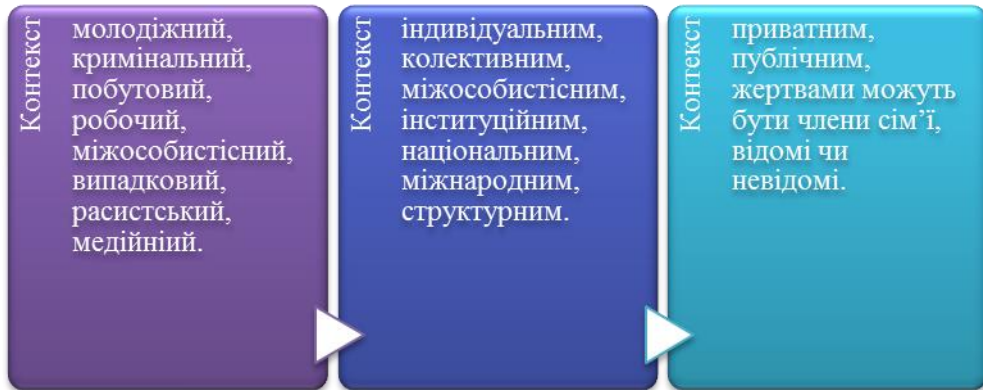 Контекст
молодіжний,
кримінальний,
побутовий,
робочий,
міжособистісний,
випадковий,
расистський,
медійніий.
Контекст
індивідуальним,
колективним,
міжособистісним,
інституційним,
національним,
міжнародним,
структурним.
Контекст
приватним,
публічним,
жертвами можуть
бути члени сім’ї,
відомі чи
невідомі.